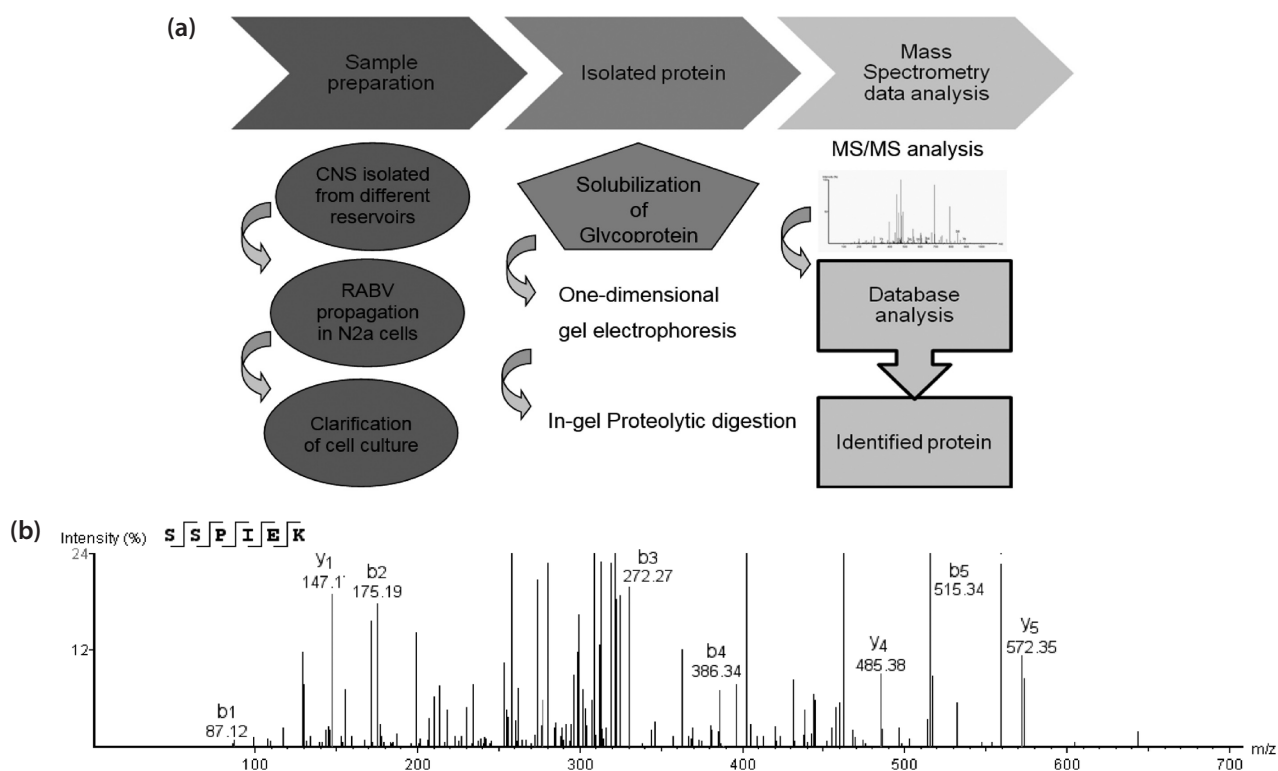 (a)
Sample
preparation
Isolated protein
Mass
Spectrometry
data analysis
CNS isolated
from different
reservoirs
RABV
propagation
in N2a cells
Clarification
of cell culture
Solubilization
of
Glycoprotein
One-dimensional
gel electrophoresis
In-gel Proteolytic digestion
MS/MS analysis
Database
analysis
Identified protein
(b)
Intensity (%)
S S P I E K
24
12
b1
87.12
y1
147.1
b2
175.19
b3
272.27
b4
386.34
y4
485.38
b5
515.34
y5
572.35
100
200
300
400
500
600
700
m/z